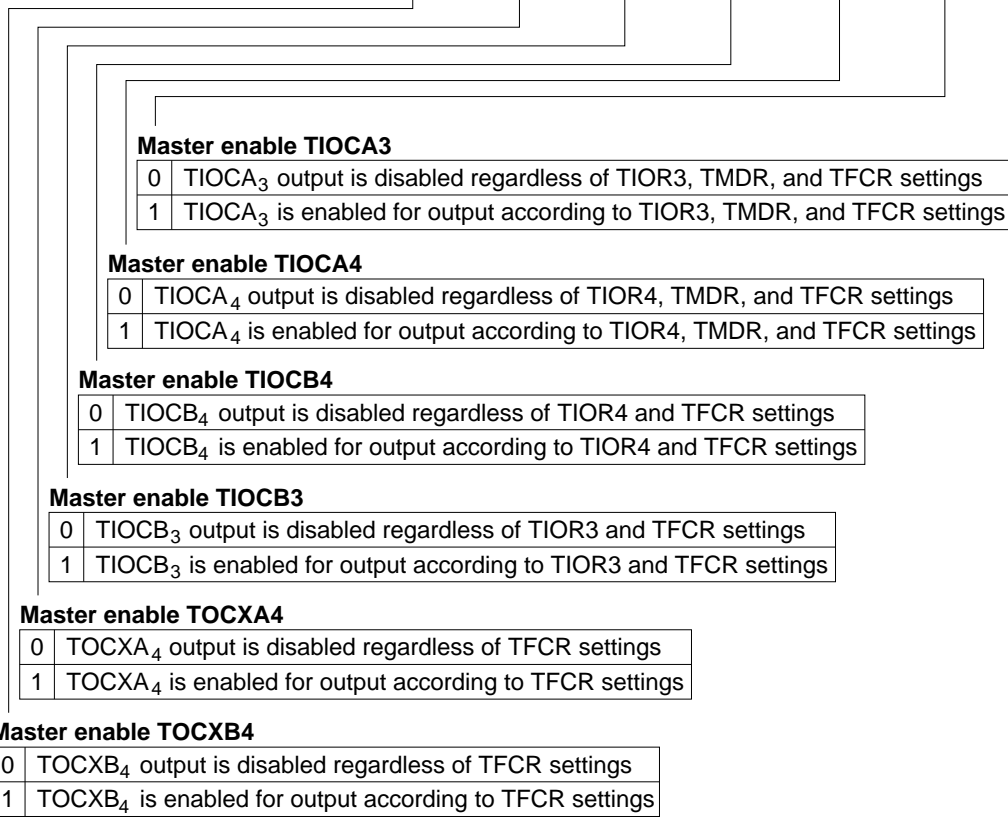 Master enable TIOCA3
0 TIOCA₃ output is disabled regardless of TIOR3, TMDR, and TFCR settings
1 TIOCA₃ is enabled for output according to TIOR3, TMDR, and TFCR settings
Master enable TIOCA4
0 TIOCA₄ output is disabled regardless of TIOR4, TMDR, and TFCR settings
1 TIOCA₄ is enabled for output according to TIOR4, TMDR, and TFCR settings
Master enable TIOCB4
0 TIOCB₄ output is disabled regardless of TIOR4 and TFCR settings
1 TIOCB₄ is enabled for output according to TIOR4 and TFCR settings
Master enable TIOCB3
0 TIOCB₃ output is disabled regardless of TIOR3 and TFCR settings
1 TIOCB₃ is enabled for output according to TIOR3 and TFCR settings
Master enable TOCXA4
0 TOCXA₄ output is disabled regardless of TFCR settings
1 TOCXA₄ is enabled for output according to TFCR settings
Master enable TOCXB4
0 TOCXB₄ output is disabled regardless of TFCR settings
1 TOCXB₄ is enabled for output according to TFCR settings